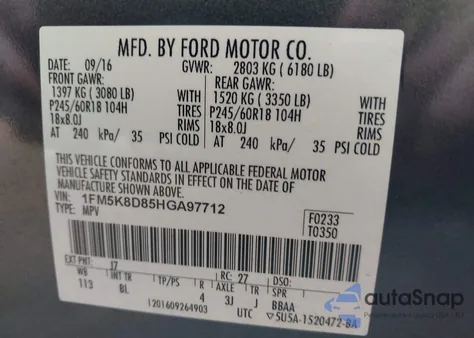 MFD. BY FORD MOTOR CO.
DATE: 09/16 GVWR: 2803 KG ( 6180 LB)
FRONT GAWR: REAR GAWR:
1397 KG ( 3080 LB) WITH 1520 KG ( 3350 LB) WITH
P245/60R18 104H TIRES P245/60R18 104H TIRES
18x8.0J RIMS 18x8.0J RIMS
AT 240 kPa/ 35 PSI COLD AT 240 kPa/ 35 PSI COLD
THIS VEHICLE CONFORMS TO ALL APPLICABLE FEDERAL MOTOR
VEHICLE SAFETY STANDARDS IN EFFECT ON THE DATE OF
MANUFACTURE SHOWN ABOVE.
VIN: 1FM5K8D85HGA97712
TYPE: MPV
F0233
T0350
EXT PNT: J7 RC: 27 DSO:
WB INT TR TP/PS R AXLE TR SPR
113 BL 4 3J J BBAA
1201609264903 UTC ▽5U5A-1520472-BA
autoSnap